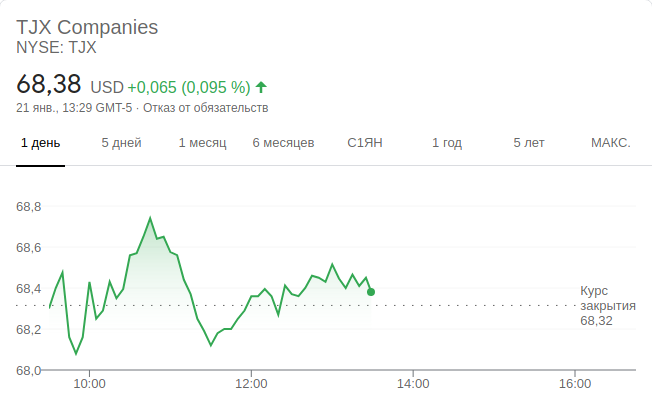 TJX Companies
NYSE: TJX
68,38 USD +0,065 (0,095 %)
21 янв., 13:29 GMT-5 · Отказ от обязательств
1 день 5 дней 1 месяц 6 месяцев С1ЯН 1 год 5 лет МАКС.
68,8
68,6
68,4
Курс
закрытия
68,32
68,2
68,0
10:00 12:00 14:00 16:00